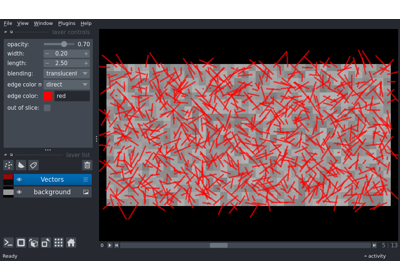 File View Window Plugins Help
layer controls
opacity: 0.70
width: 0.20
length: 2.50
blending: translucent
edge color m direct
edge color: red
out of slice:
layer list
Vectors
background
0 5 13
Ready activity